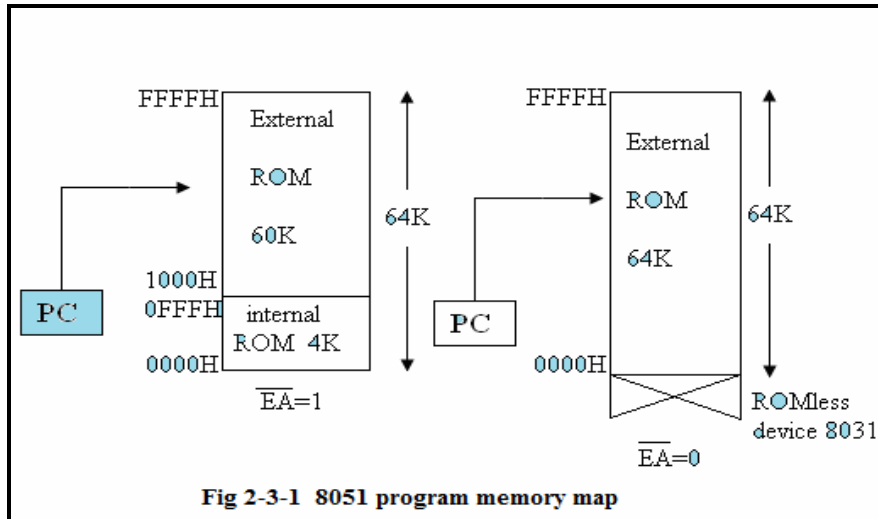 FFFFH
External
ROM
60K
64K
1000H
0FFFH
PC
internal
ROM 4K
0000H
EA=1
FFFFH
External
ROM
64K
64K
PC
0000H
ROMless
device 8031
EA=0
Fig 2-3-1 8051 program memory map